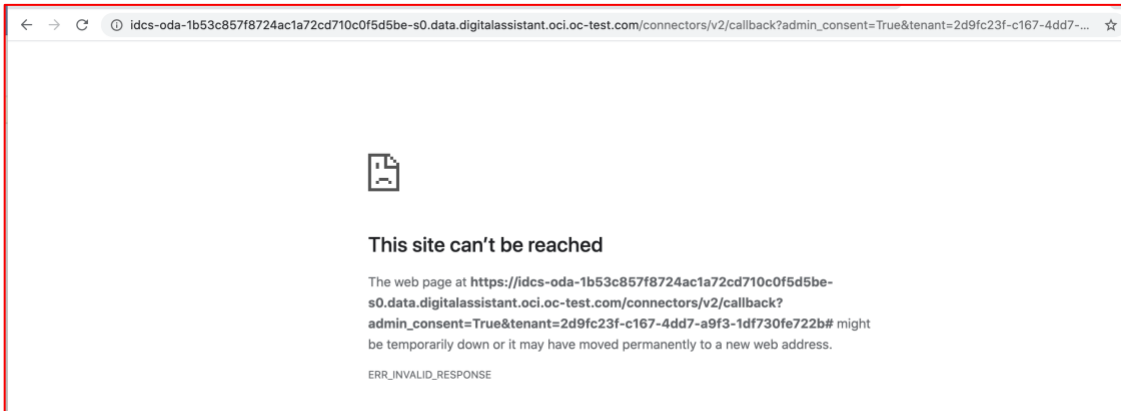 idcs-oda-1b53c857f8724ac1a72cd710c0f5d5be-s0.data.digitalassistant.oci.oc-test.com/connectors/v2/callback?admin_consent=True&tenant=2d9fc23f-c167-4dd7-...
This site can't be reached
The web page at https://idcs-oda-1b53c857f8724ac1a72cd710c0f5d5be-
s0.data.digitalassistant.oci.oc-test.com/connectors/v2/callback?
admin_consent=True&tenant=2d9fc23f-c167-4dd7-a9f3-1df730fe722b# might
be temporarily down or it may have moved permanently to a new web address.
ERR_INVALID_RESPONSE